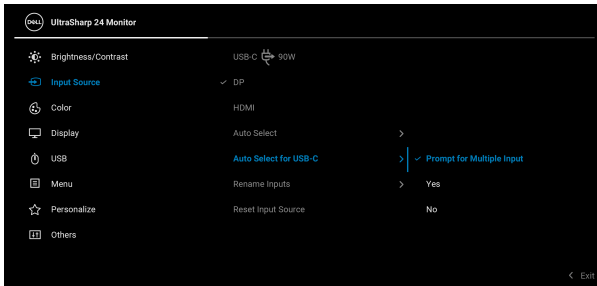 DELL UltraSharp 24 Monitor
Brightness/Contrast
Input Source
Color
Display
USB
Menu
Personalize
Others
USB-C 90W
DP
HDMI
Auto Select
Auto Select for USB-C
Rename Inputs
Reset Input Source
Prompt for Multiple Input
Yes
No
Exit